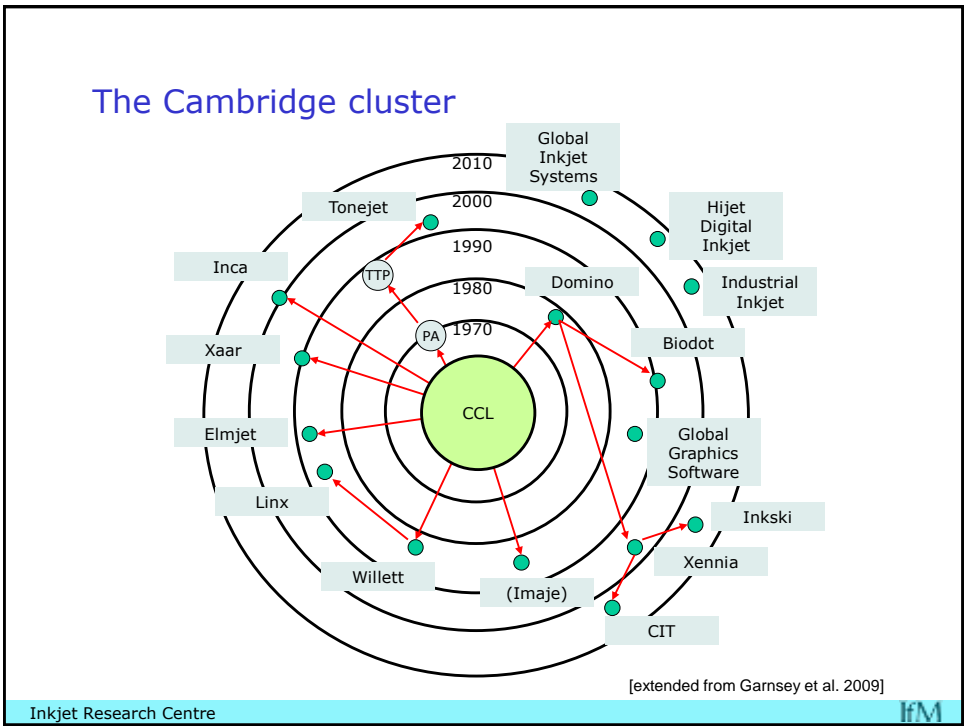 The Cambridge cluster
Global
Inkjet
Systems
2010
Tonejet
2000
Hijet
Digital
Inkjet
1990
Inca
TTP
1980
Domino
Industrial
Inkjet
PA
1970
Xaar
Biodot
CCL
Elmjet
Global
Graphics
Software
Linx
Inkski
Xennia
Willett
(Imaje)
CIT
[extended from Garnsey et al. 2009]
Inkjet Research Centre
IfM